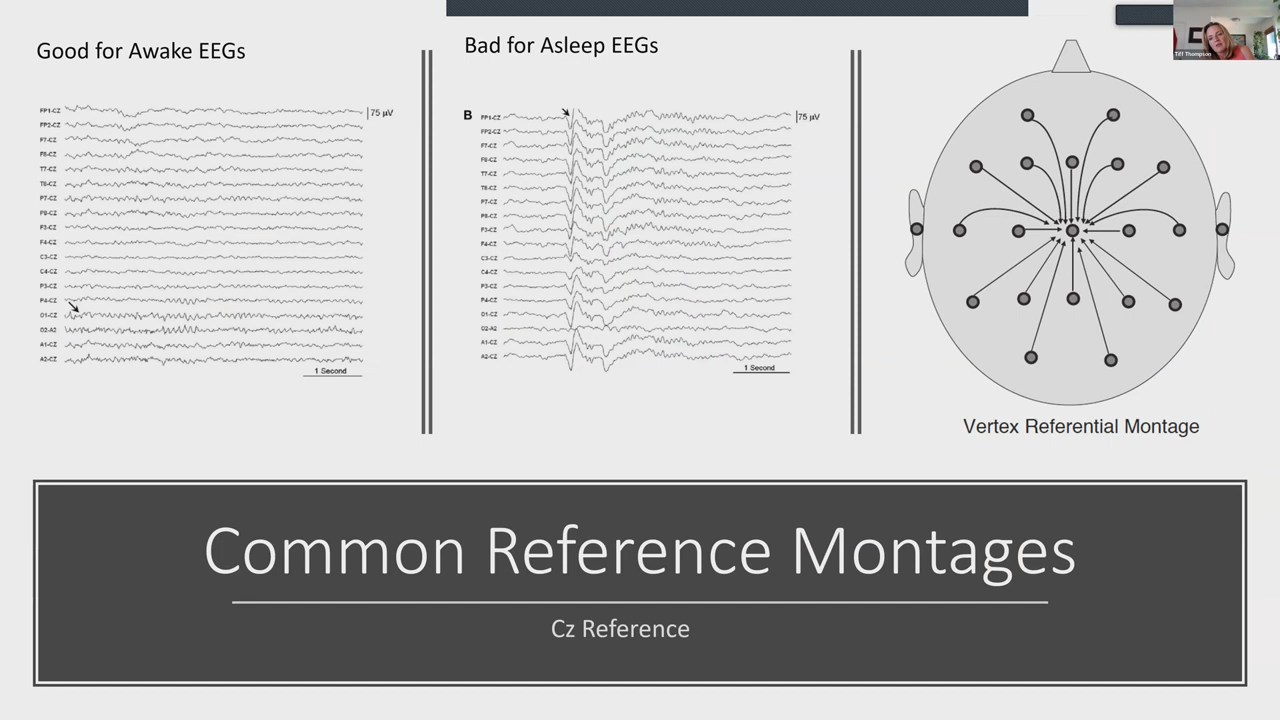 Good for Awake EEGs
FP1-CZ
75 µV
FP2-CZ
F7-CZ
F8-CZ
T7-CZ
T8-CZ
P7-CZ
P8-CZ
F3-CZ
F4-CZ
C3-CZ
C4-CZ
P3-CZ
P4-CZ
O1-CZ
O2-A2
A1-CZ
A2-CZ
1 Second
Bad for Asleep EEGs
B
FP1-CZ
75 µV
FP2-CZ
F7-CZ
F8-CZ
T7-CZ
T8-CZ
P7-CZ
P8-CZ
F3-CZ
F4-CZ
C3-CZ
C4-CZ
P3-CZ
P4-CZ
O1-CZ
O2-A2
A1-CZ
A2-CZ
1 Second
Tiff Thompson
Vertex Referential Montage
Common Reference Montages
Cz Reference